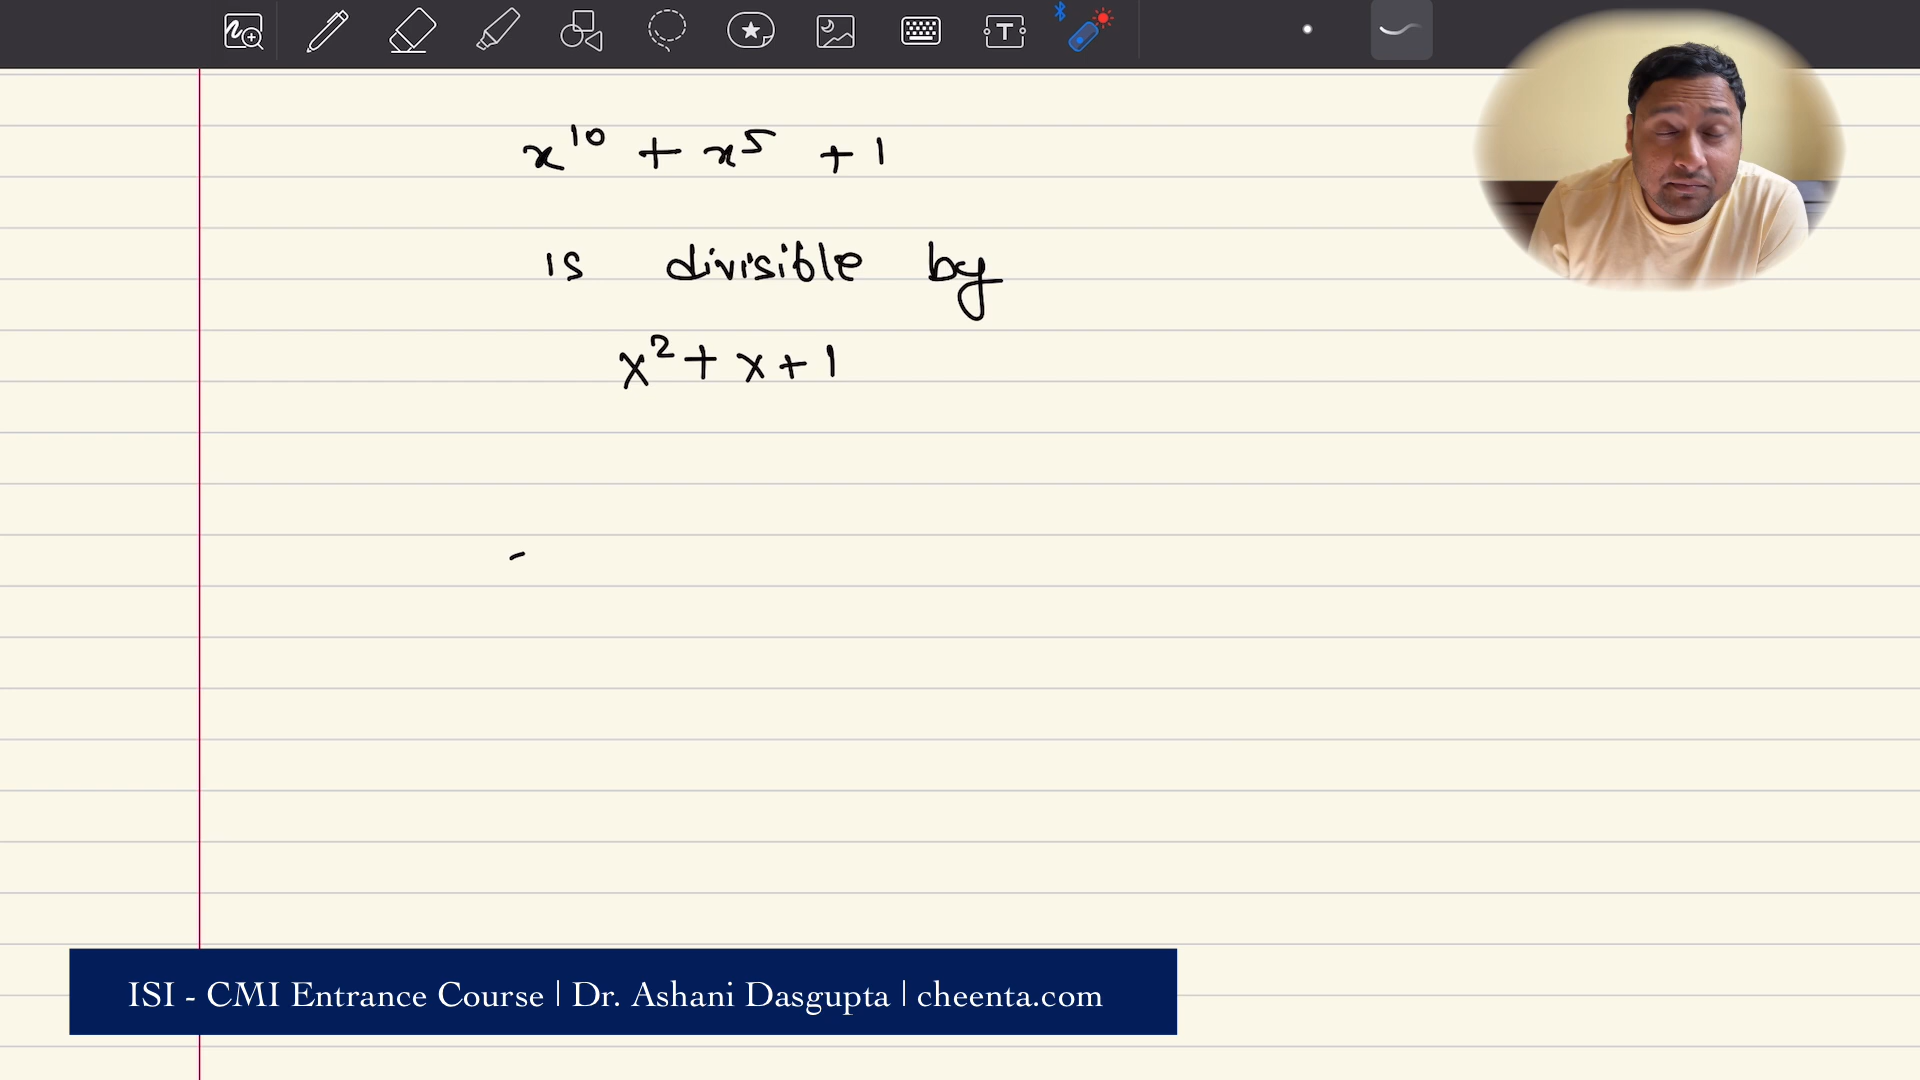 x¹⁰ + x⁵ + 1
is divisible by
x² + x + 1
ISI - CMI Entrance Course | Dr. Ashani Dasgupta | cheenta.com